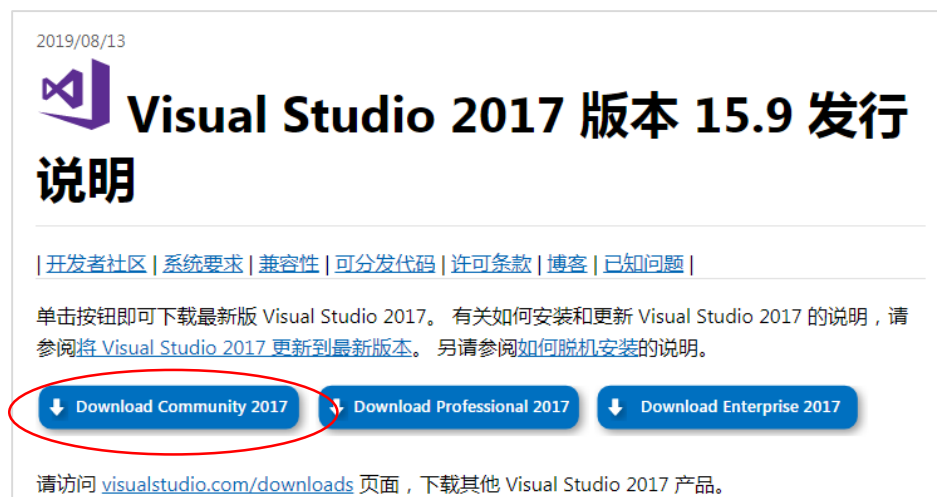 2019/08/13
Visual Studio 2017 版本 15.9 发行
说明
| 开发者社区 | 系统要求 | 兼容性 | 可分发代码 | 许可条款 | 博客 | 已知问题 |
单击按钮即可下载最新版 Visual Studio 2017。 有关如何安装和更新 Visual Studio 2017 的说明，请
参阅将 Visual Studio 2017 更新到最新版本。 另请参阅如何脱机安装的说明。
Download Community 2017 Download Professional 2017 Download Enterprise 2017
请访问 visualstudio.com/downloads 页面，下载其他 Visual Studio 2017 产品。